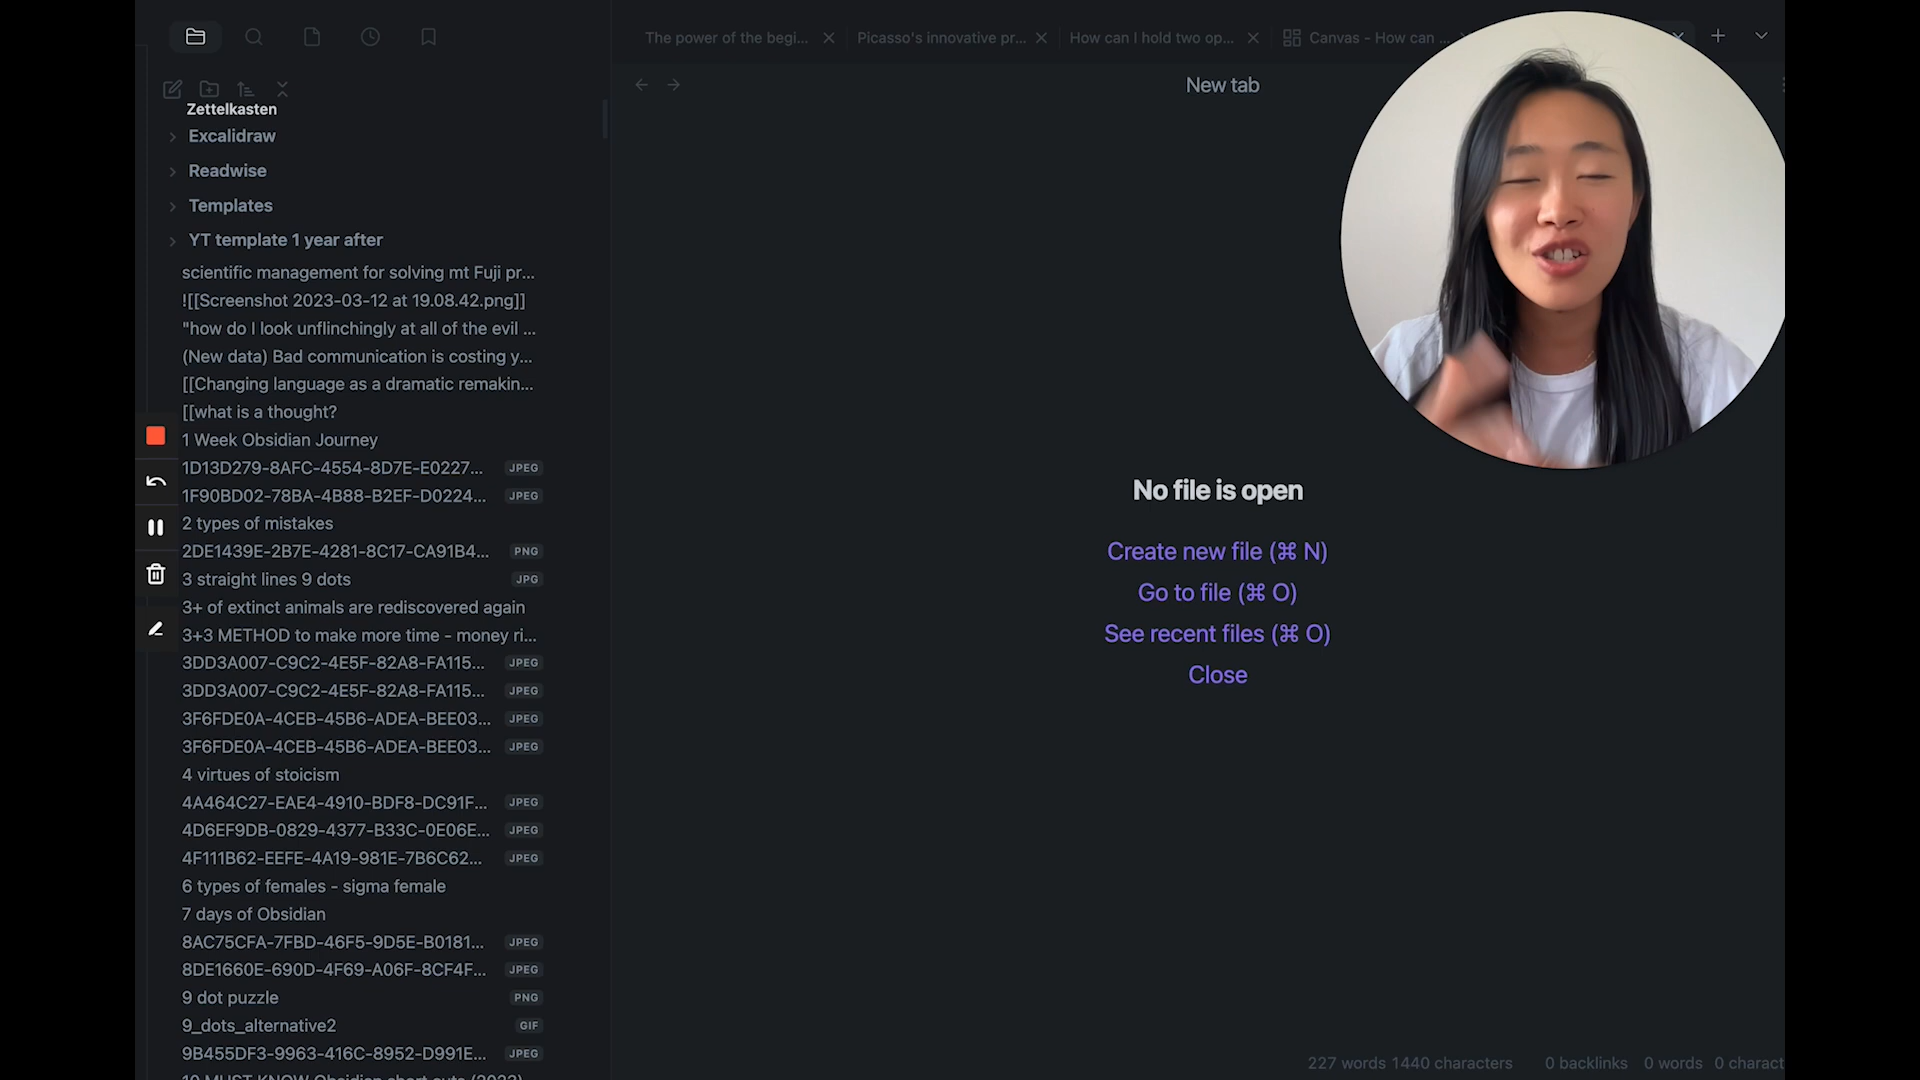 The power of the begi...
Picasso's innovative pr...
How can I hold two op...
Canvas - How can ...
New tab
Zettelkasten
Excalidraw
Readwise
Templates
YT template 1 year after
scientific management for solving mt Fuji pr...
![[Screenshot 2023-03-12 at 19.08.42.png]]
"how do I look unflinchingly at all of the evil ...
(New data) Bad communication is costing y...
[[Changing language as a dramatic remakin...
[[what is a thought?
1 Week Obsidian Journey
1D13D279-8AFC-4554-8D7E-E0227... JPEG
1F90BD02-78BA-4B88-B2EF-D0224... JPEG
2 types of mistakes
2DE1439E-2B7E-4281-8C17-CA91B4... PNG
3 straight lines 9 dots JPG
3+ of extinct animals are rediscovered again
3+3 METHOD to make more time - money ri...
3DD3A007-C9C2-4E5F-82A8-FA115... JPEG
3DD3A007-C9C2-4E5F-82A8-FA115... JPEG
3F6FDE0A-4CEB-45B6-ADEA-BEE03... JPEG
3F6FDE0A-4CEB-45B6-ADEA-BEE03... JPEG
4 virtues of stoicism
4A464C27-EAE4-4910-BDF8-DC91F... JPEG
4D6EF9DB-0829-4377-B33C-0E06E... JPEG
4F111B62-EEFE-4A19-981E-7B6C62... JPEG
6 types of females - sigma female
7 days of Obsidian
8AC75CFA-7FBD-46F5-9D5E-B0181... JPEG
8DE1660E-690D-4F69-A06F-8CF4F... JPEG
9 dot puzzle PNG
9_dots_alternative2 GIF
9B455DF3-9963-416C-8952-D991E... JPEG
10 MUST KNOW Obsidian short cuts (2023)
No file is open
Create new file (⌘ N)
Go to file (⌘ O)
See recent files (⌘ O)
Close
227 words 1440 characters 0 backlinks 0 words 0 charact